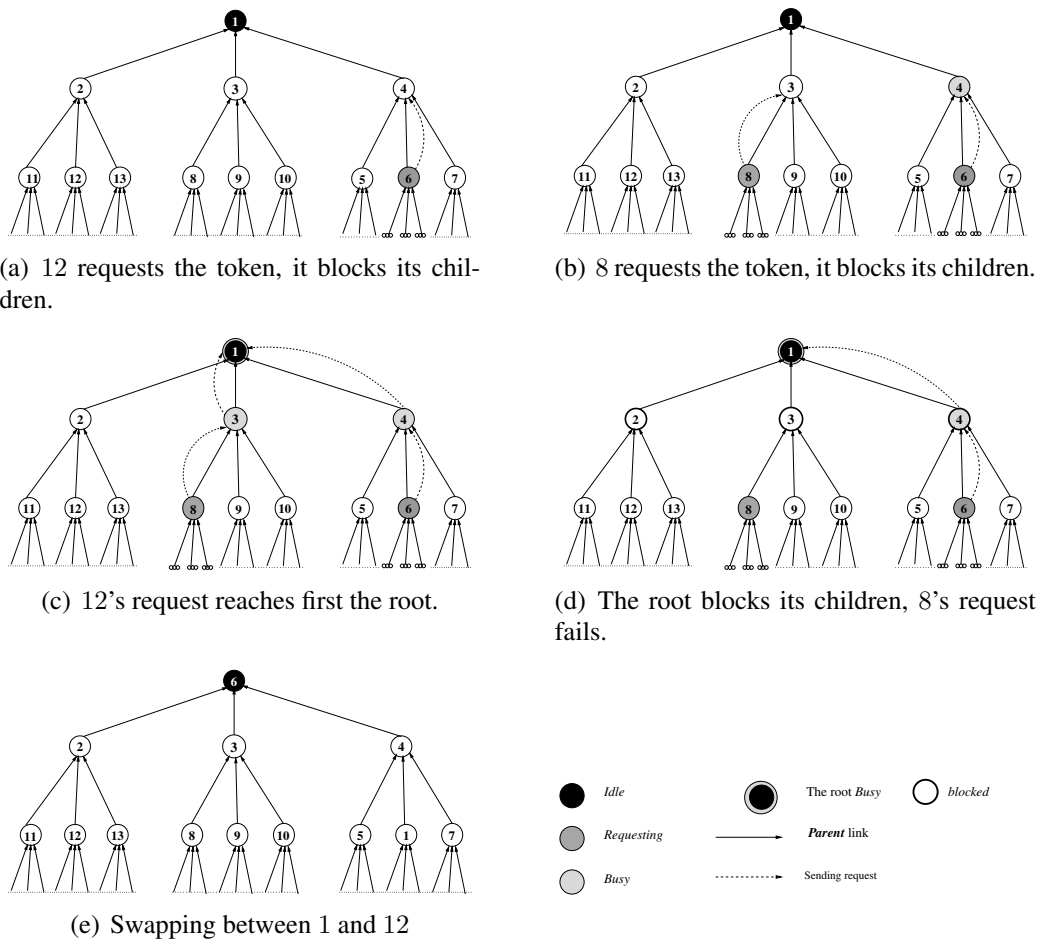 1
2 3 4
11 12 13 8 9 10 5 6 7
(a) 12 requests the token, it blocks its chil-
dren.
1
2 3 4
11 12 13 8 9 10 5 6 7
(b) 8 requests the token, it blocks its children.
1
2 3 4
11 12 13 8 9 10 5 6 7
(c) 12's request reaches first the root.
1
2 3 4
11 12 13 8 9 10 5 6 7
(d) The root blocks its children, 8's request
fails.
6
2 3 4
11 12 13 8 9 10 5 1 7
(e) Swapping between 1 and 12
Idle The root Busy blocked
Requesting Parent link
Busy Sending request